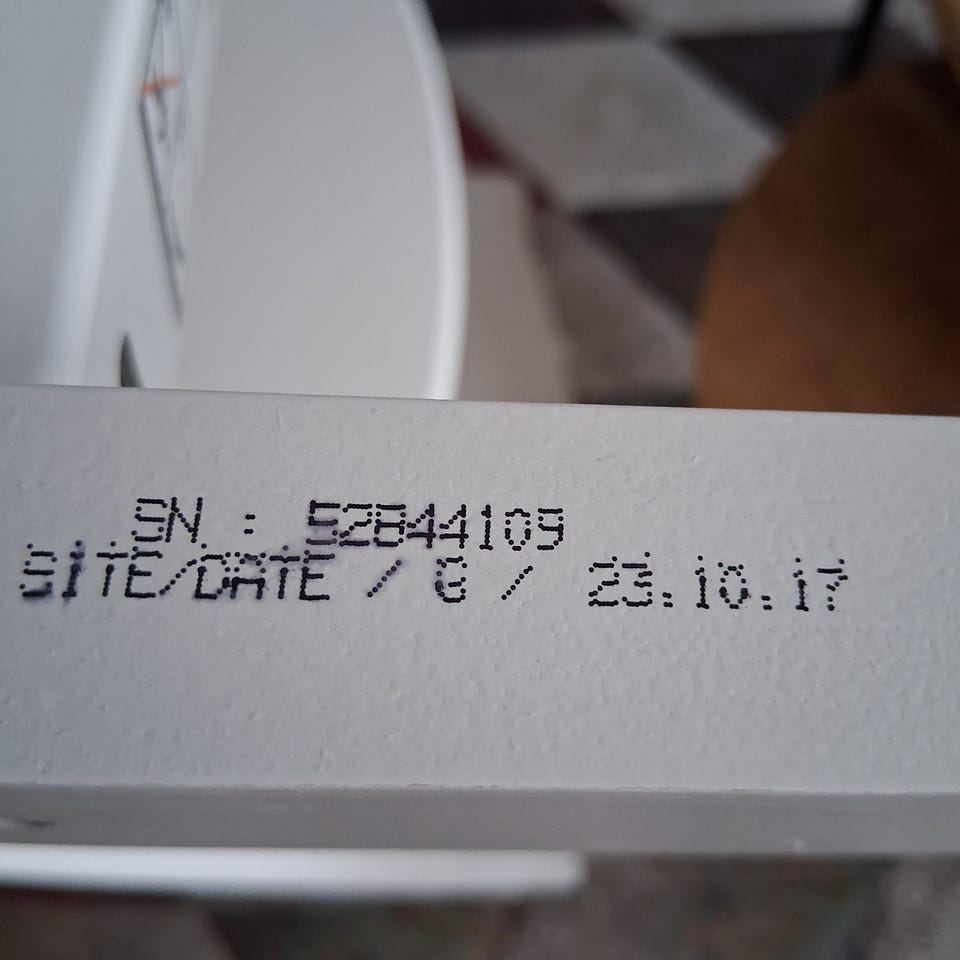 SN. : 52844109
SITE/DATE / G / 23.10.17